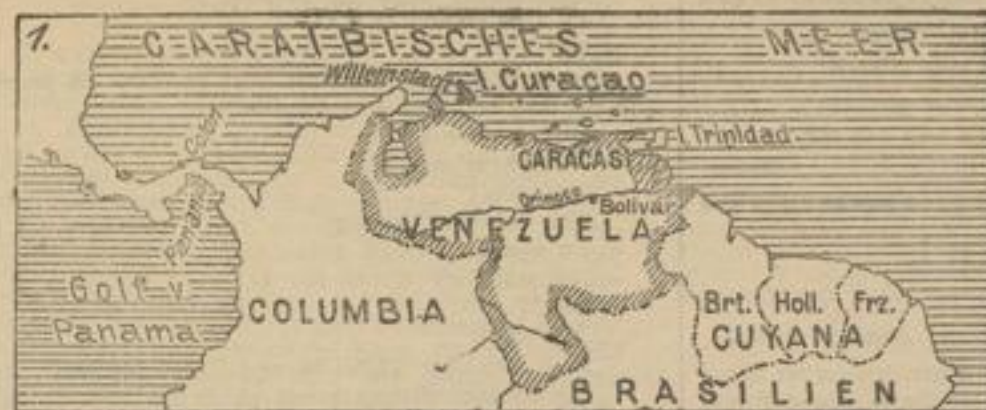 1.
CARAIBISCHES MEER
Willemstad I. Curaçao
Colon
I. Trinidad.
CARACAS
Orinoco
Bolivar
Panama
VENEZUELA
Golf v.
Panama
COLUMBIA
Brt. Holl. Frz.
GUYANA
BRASILIEN